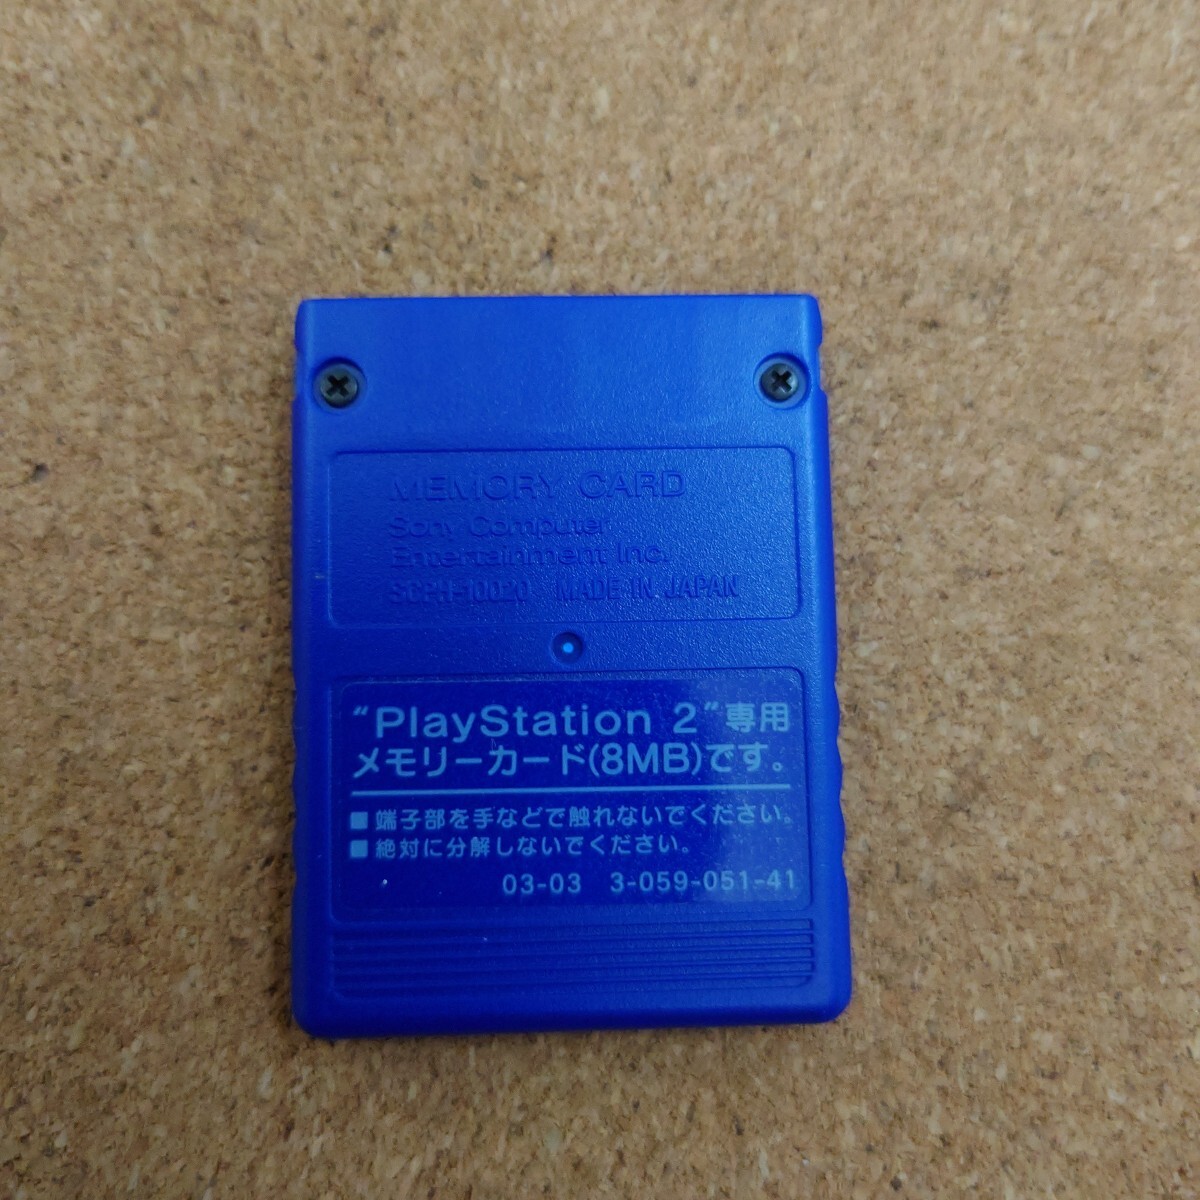 MEMORY CARD
Sony Computer
Entertainment Inc.
SCPH-10020 MADE IN JAPAN
“PlayStation 2”専用
メモリーカード(8MB)です。
■端子部を手などで触れないでください。
■絶対に分解しないでください。
03-03 3-059-051-41